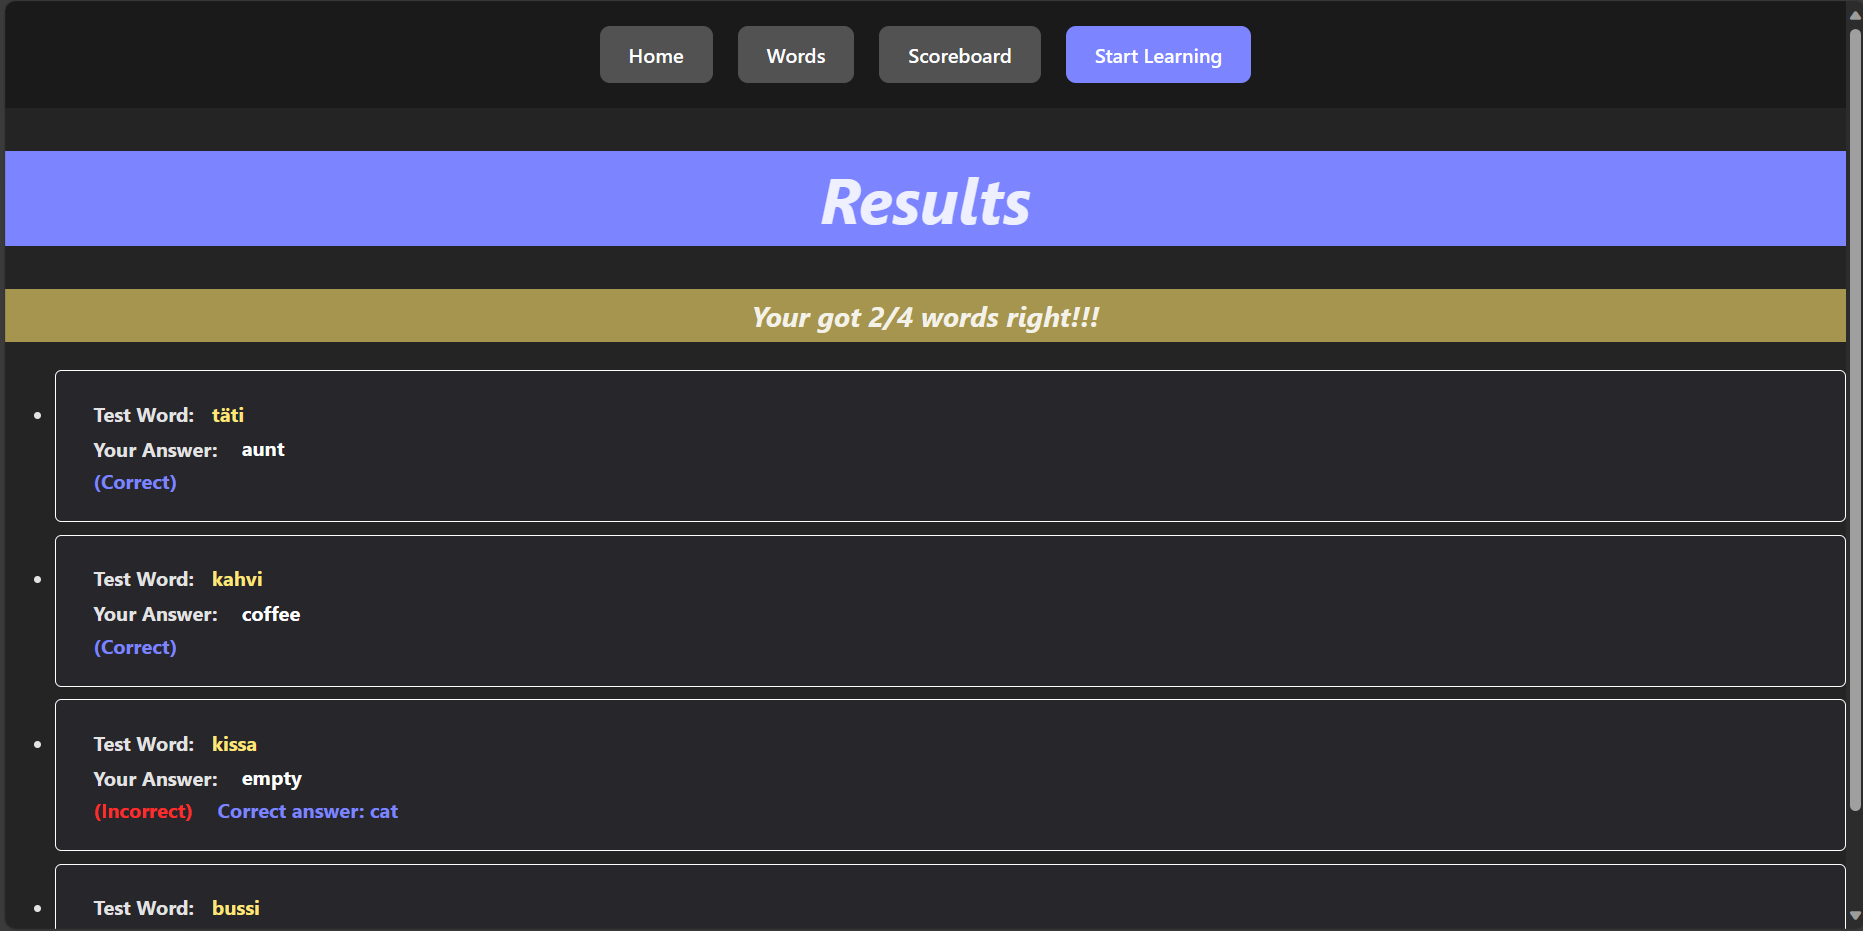 Home Words Scoreboard Start Learning
Results
Your got 2/4 words right!!!
Test Word: täti
Your Answer: aunt
(Correct)
Test Word: kahvi
Your Answer: coffee
(Correct)
Test Word: kissa
Your Answer: empty
(Incorrect) Correct answer: cat
Test Word: bussi